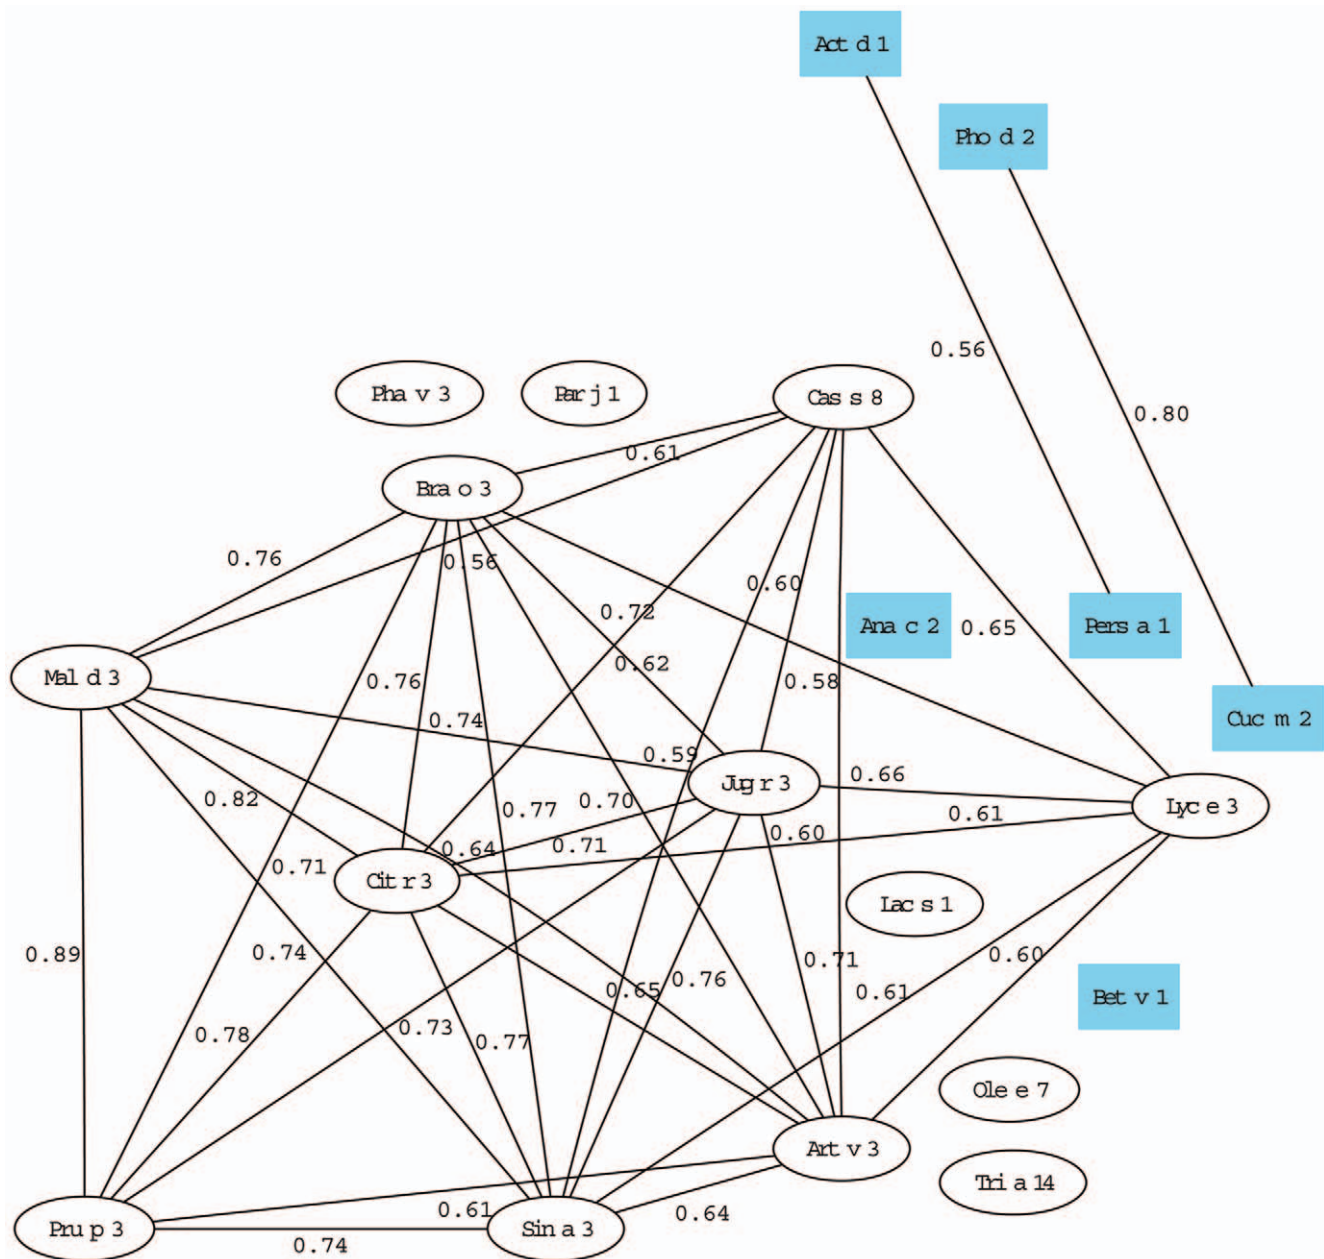 Act d 1
Pho d 2
0.56
0.80
Pha v 3
Par j 1
Cas s 8
0.61
Bra o 3
0.76
0.56
0.60
0.72
Ana c 2
0.65
Pers a 1
Mal d 3
0.76
0.62
0.58
0.74
Cuc m 2
0.59
Jug r 3
0.66
0.82
0.77
0.70
0.60
0.61
Lyc e 3
0.71
0.64
0.71
Cit r 3
Lac s 1
0.89
0.74
0.65
0.76
0.71
0.61
0.60
Bet v 1
0.78
0.73
0.77
Ole e 7
Art v 3
Tri a 14
Pru p 3
0.74
0.61
Sin a 3
0.64